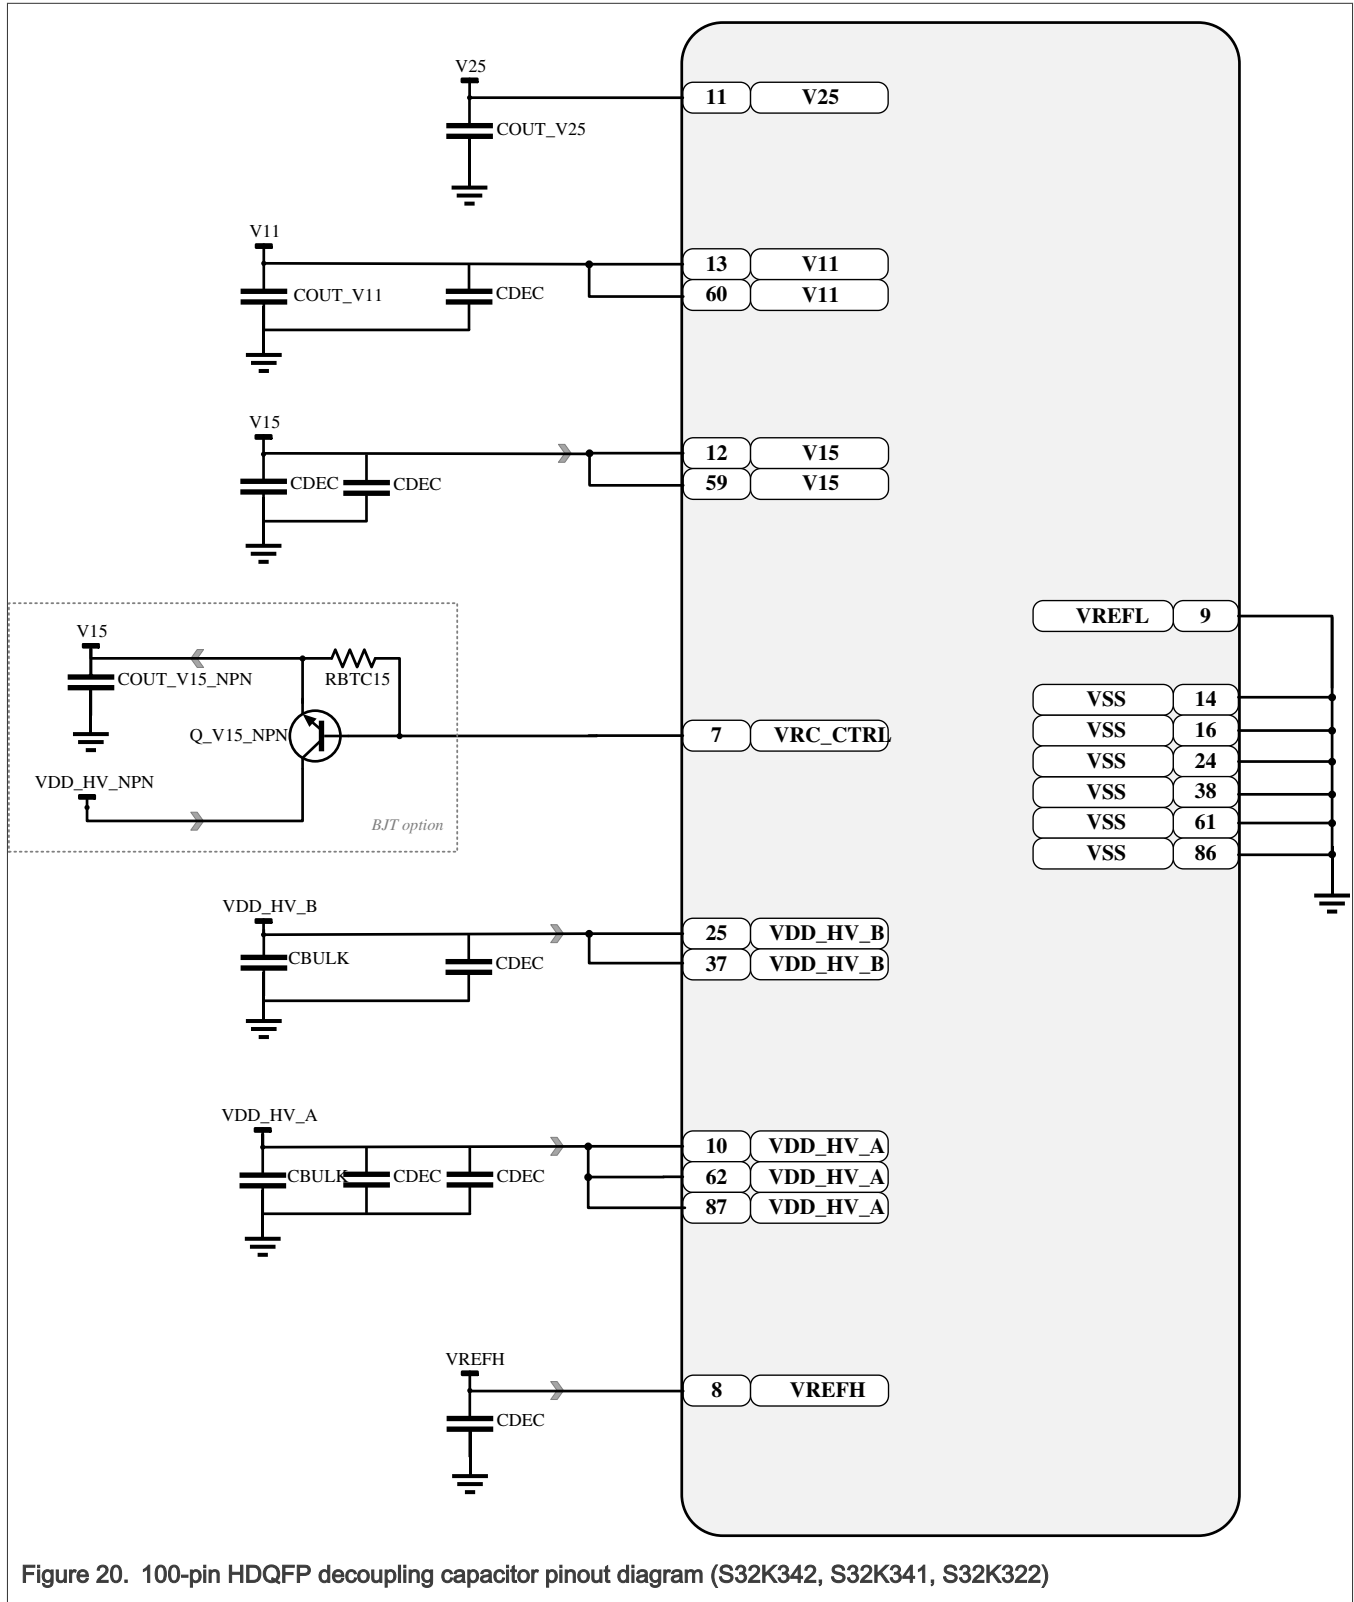 V25
11 V25
COUT_V25
V11
13 V11
COUT_V11 CDEC 60 V11
V15
12 V15
CDEC CDEC 59 V15
VREFL 9
V15
COUT_V15_NPN RBTC15
VSS 14
Q_V15_NPN 7 VRC_CTRL VSS 16
VSS 24
VDD_HV_NPN VSS 38
BJT option VSS 61
VSS 86
VDD_HV_B
25 VDD_HV_B
CBULK CDEC 37 VDD_HV_B
VDD_HV_A
10 VDD_HV_A
CBULK CDEC CDEC 62 VDD_HV_A
87 VDD_HV_A
VREFH
8 VREFH
CDEC
Figure 20. 100-pin HDQFP decoupling capacitor pinout diagram (S32K342, S32K341, S32K322)